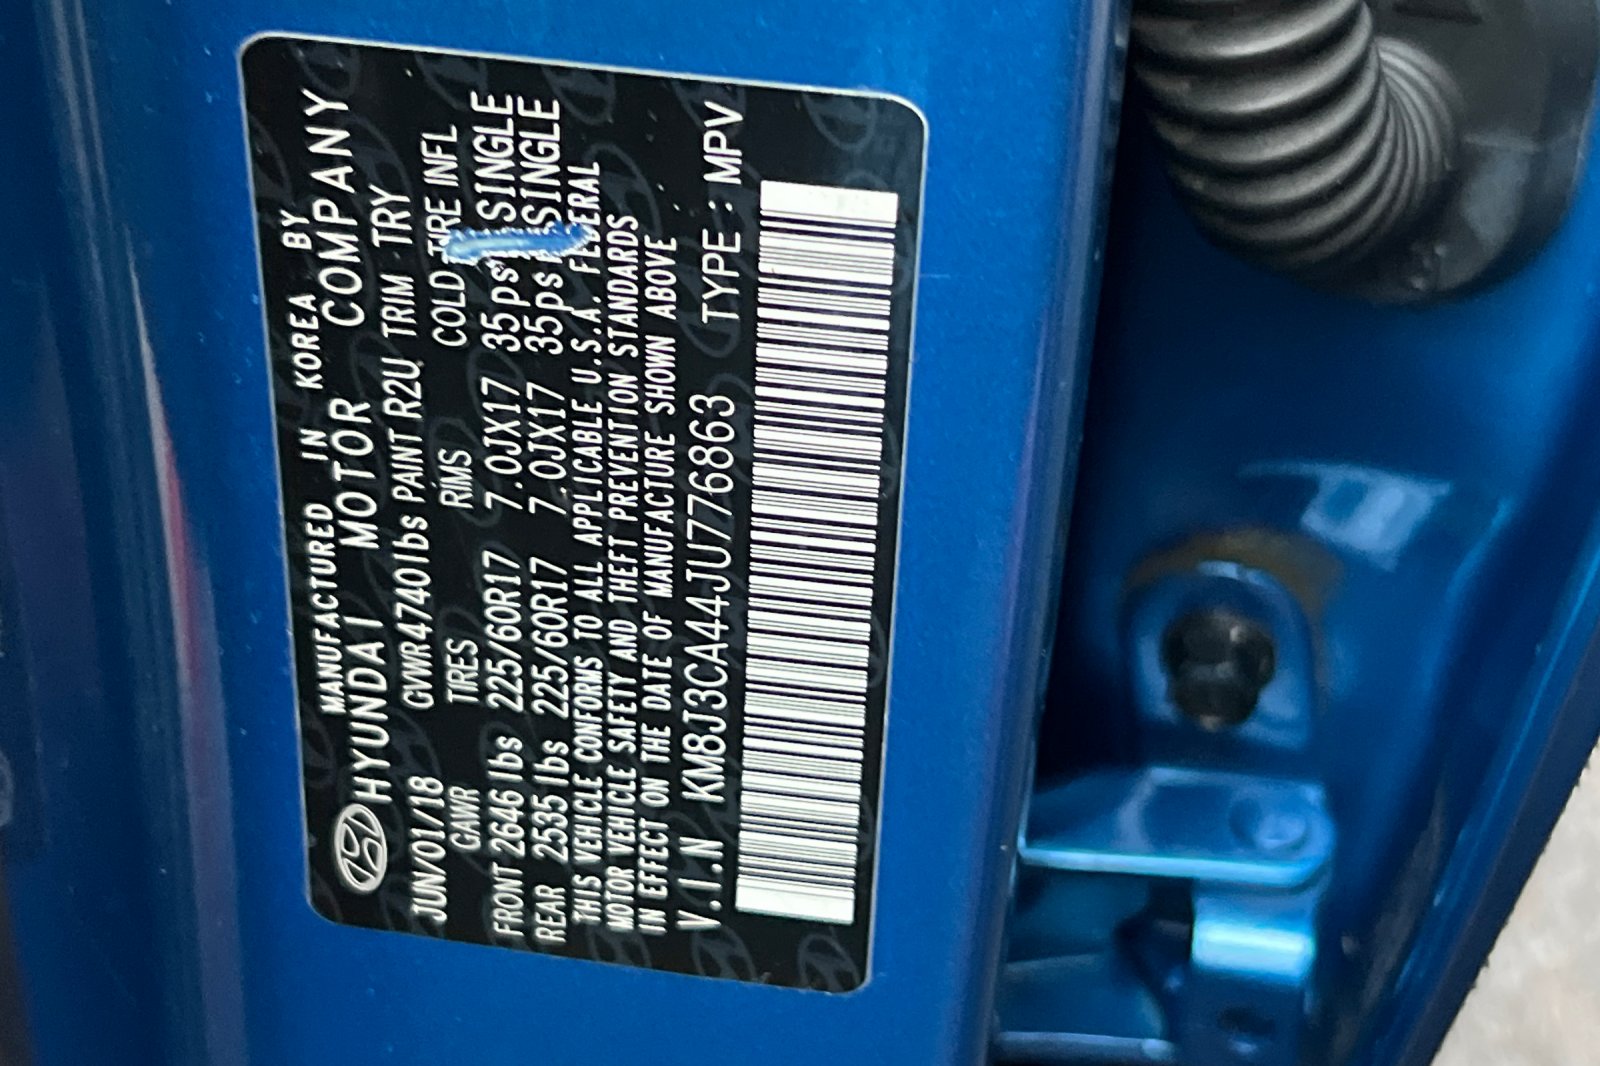 MANUFACTURED IN KOREA BY
HYUNDAI MOTOR COMPANY
JUN/01/18 GVWR4740lbs PAINT R2U TRIM TRY
GAWR TIRES RIMS COLD TIRE INFL
FRONT 2646lbs 225/60R17 7.0JX17 35psi SINGLE
REAR 2535lbs 225/60R17 7.0JX17 35psi SINGLE
THIS VEHICLE CONFORMS TO ALL APPLICABLE U.S.A. FEDERAL
MOTOR VEHICLE SAFETY AND THEFT PREVENTION STANDARDS
IN EFFECT ON THE DATE OF MANUFACTURE SHOWN ABOVE
V.I.N KM8J3CA44JU776863 TYPE : MPV